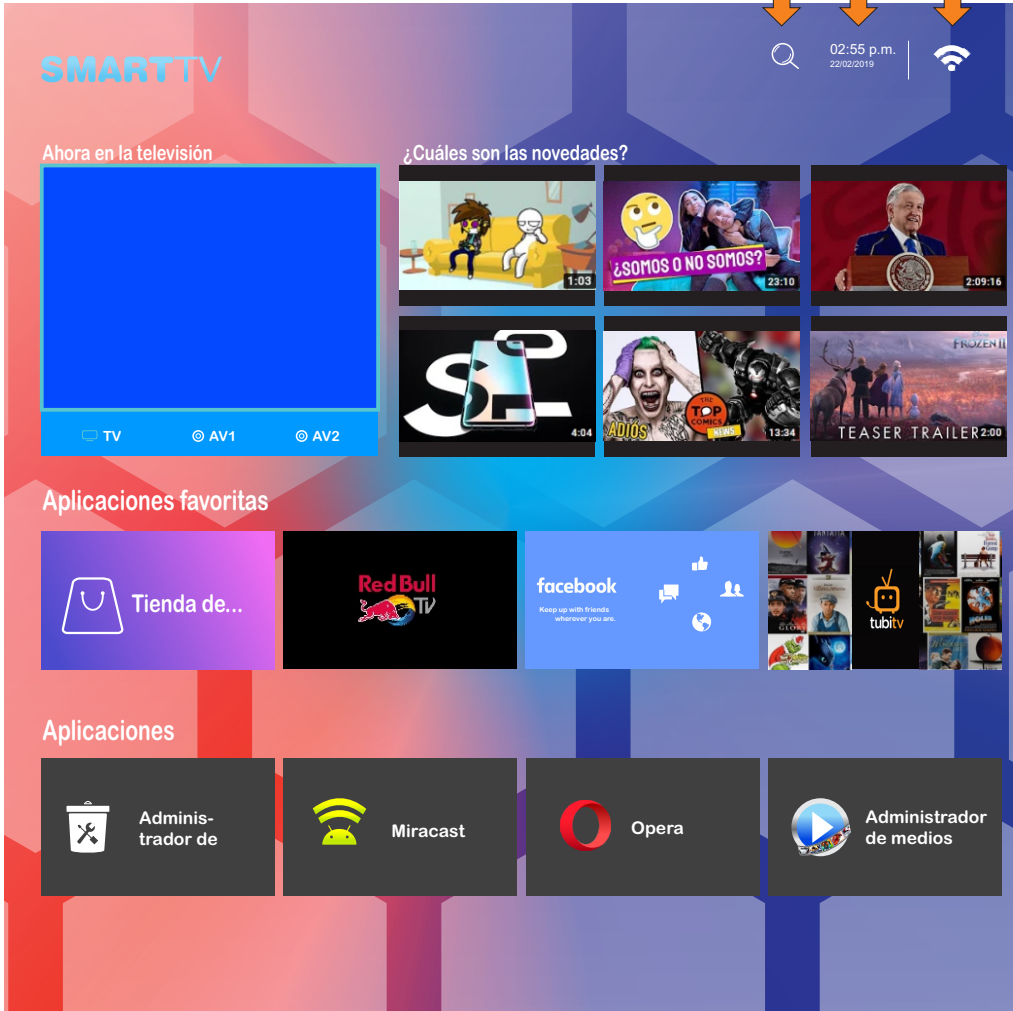 SMARTTV
02:55 p.m.
22/02/2019
Ahora en la televisión
¿Cuáles son las novedades?
1:03
¿SOMOS O NO SOMOS?
23:10
2:09:16
TV
AV1
AV2
4:04
ADIÓS
THE
TOP
COMICS
NEWS
13:34
FROZEN II
TEASER TRAILER
2:00
Aplicaciones favoritas
Tienda de...
Red Bull
TV
facebook
Keep up with friends
wherever you are.
FANTASIA
GLORY
HOLES
tubitv
Aplicaciones
Adminis-
trador de
Miracast
Opera
Administrador
de medios